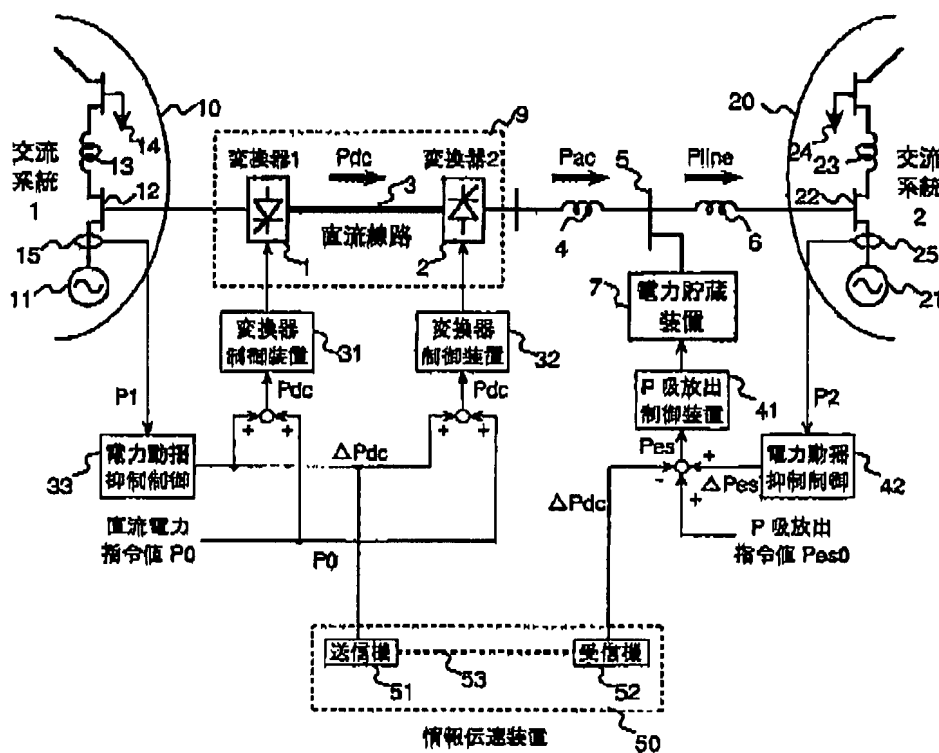 10
20
9
交流
系統
1
14
13
12
15
11
変換器1
Pdc
変換器2
3
直流線路
1
2
Pac
5
Pline
4
6
24
23
22
交流
系統
2
25
21
7
電力貯蔵
装置
変換器
制御装置
31
変換器
制御装置
32
P 吸放出
制御装置
41
P1
Pdc
Pdc
P2
+
+
+
+
Pes
33
電力動揺
抑制制御
ΔPdc
-
+
+
ΔPes
電力動揺
抑制制御
42
ΔPdc
直流電力
指令値 P0
P0
P 吸放出
指令値 Pes0
送信機
51
53
受信機
52
50
情報伝速装置